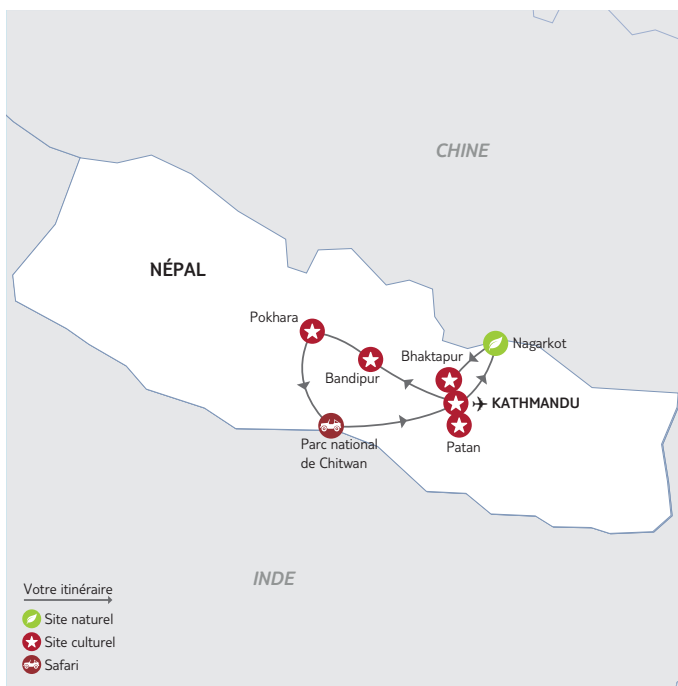 CHINE
NÉPAL
Pokhara
Nagarkot
Bhaktapur
Bandipur
KATHMANDU
Patan
Parc national
de Chitwan
INDE
Votre itinéraire
Site naturel
Site culturel
Safari